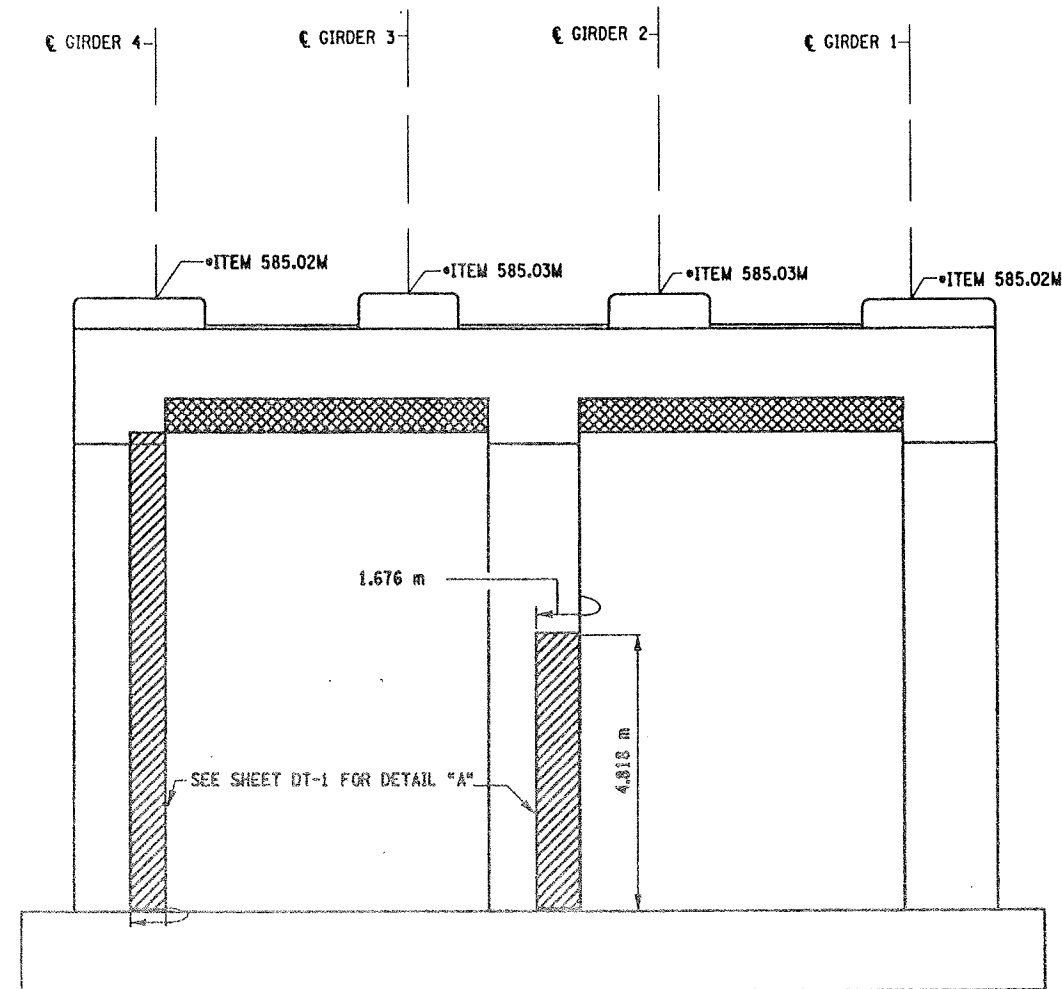 ℄ GIRDER 4
℄ GIRDER 3
℄ GIRDER 2
℄ GIRDER 1
*ITEM 585.02M
*ITEM 585.03M
*ITEM 585.03M
*ITEM 585.02M
1.676 m
4.818 m
SEE SHEET DT-1 FOR DETAIL "A"